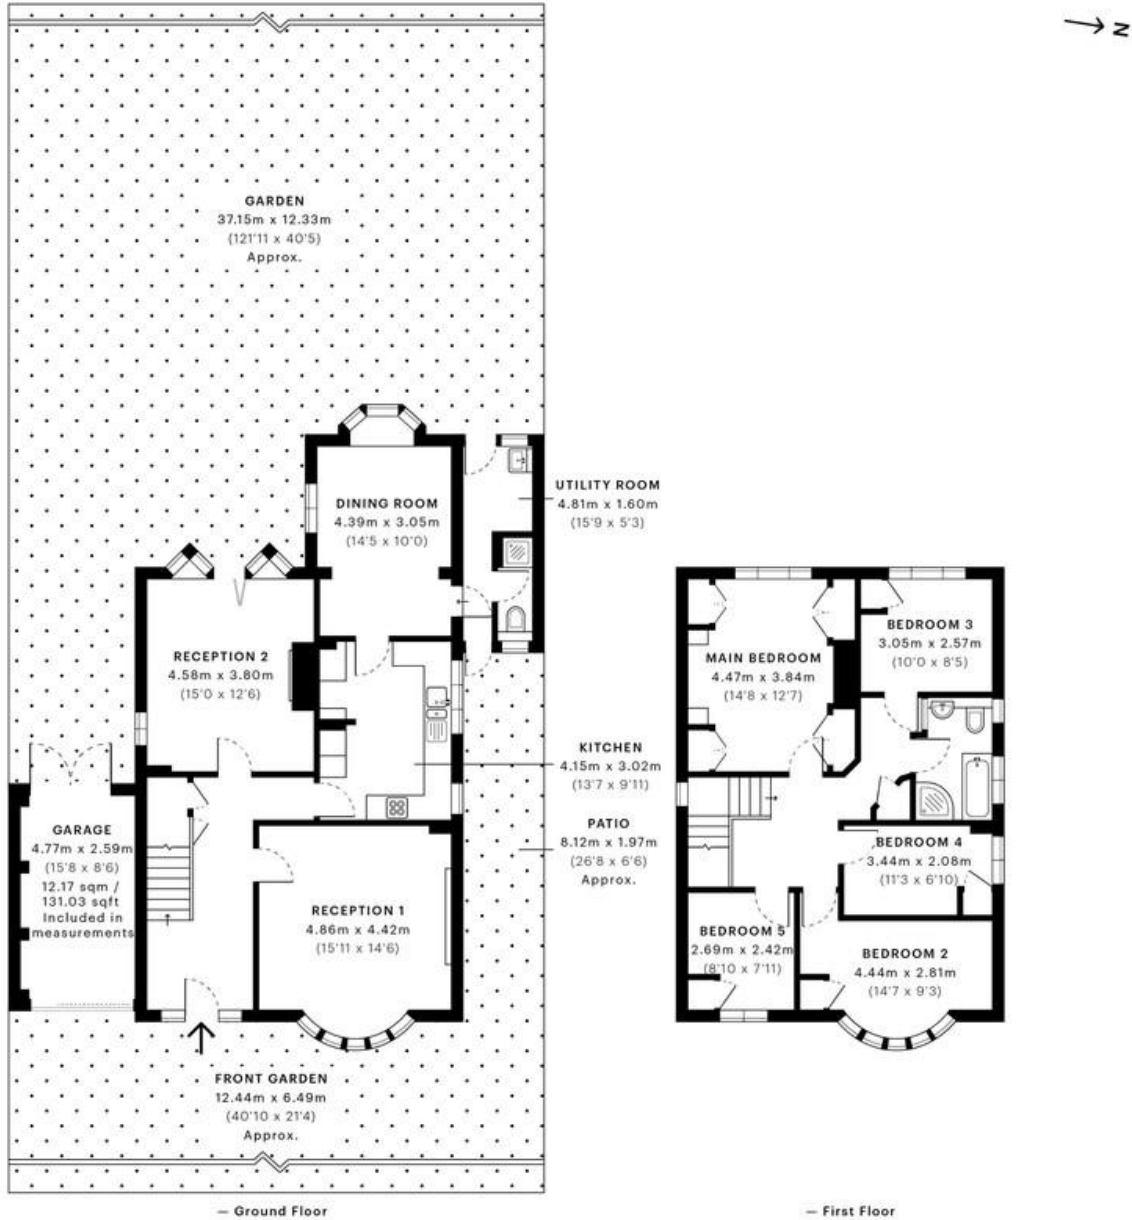 N
GARDEN
37.15m x 12.33m
(121'11 x 40'5)
Approx.
UTILITY ROOM
4.81m x 1.60m
(15'9 x 5'3)
DINING ROOM
4.39m x 3.05m
(14'5 x 10'0)
RECEPTION 2
4.58m x 3.80m
(15'0 x 12'6)
KITCHEN
4.15m x 3.02m
(13'7 x 9'11)
PATIO
8.12m x 1.97m
(26'8 x 6'6)
Approx.
GARAGE
4.77m x 2.59m
(15'8 x 8'6)
12.17 sqm /
131.03 sqft
Included in
measurements
RECEPTION 1
4.86m x 4.42m
(15'11 x 14'6)
FRONT GARDEN
12.44m x 6.49m
(40'10 x 21'4)
Approx.
— Ground Floor
MAIN BEDROOM
4.47m x 3.84m
(14'8 x 12'7)
BEDROOM 3
3.05m x 2.57m
(10'0 x 8'5)
BEDROOM 4
3.44m x 2.08m
(11'3 x 6'10)
BEDROOM 5
2.69m x 2.42m
(8'10 x 7'11)
BEDROOM 2
4.44m x 2.81m
(14'7 x 9'3)
— First Floor